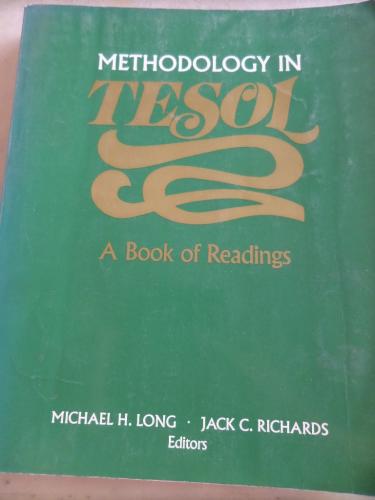 METHODOLOGY IN
TESOL
A Book of Readings
MICHAEL H. LONG · JACK C. RICHARDS
Editors